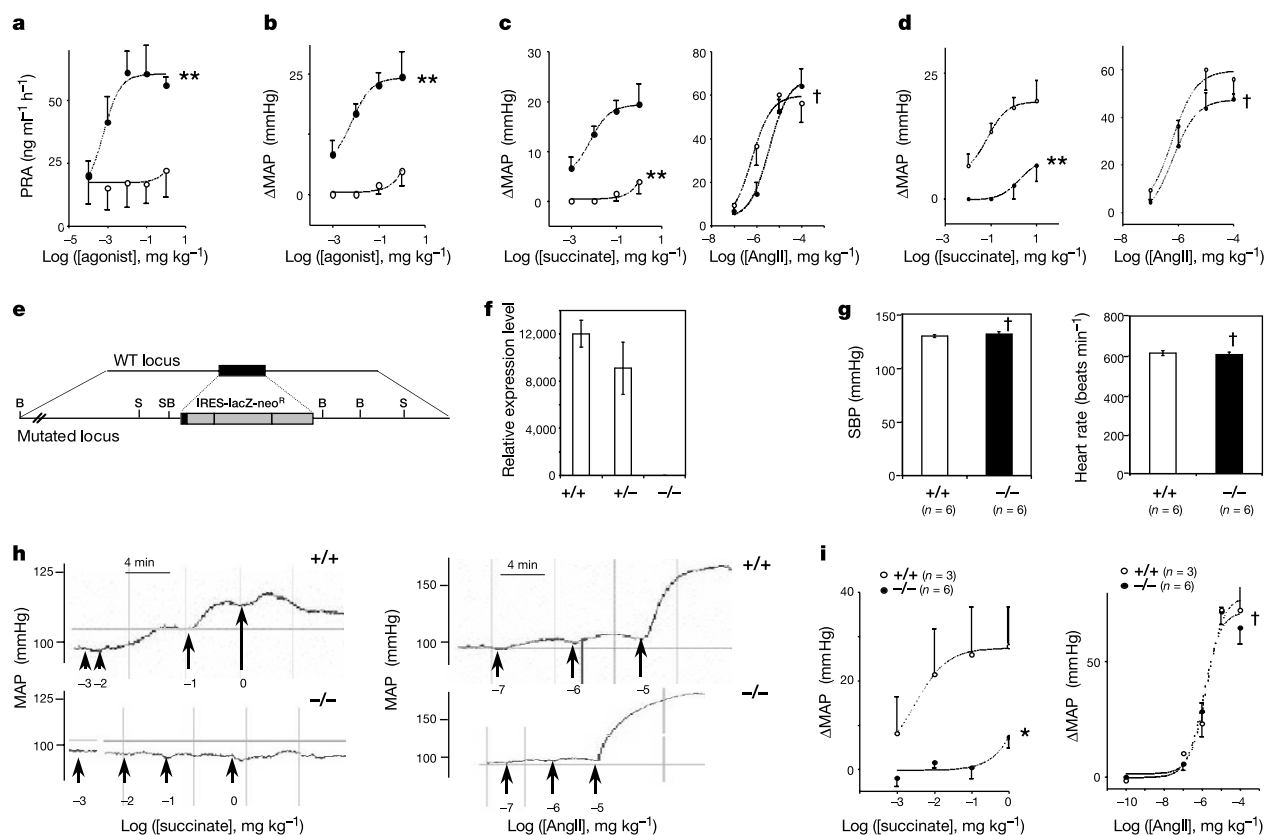 a
PRA (ng ml⁻¹ h⁻¹)
50
25
0
**
−5 −3 −1 1
Log ([agonist], mg kg⁻¹)
b
ΔMAP (mmHg)
25
0
**
−3 −1 1
Log ([agonist], mg kg⁻¹)
c
ΔMAP (mmHg)
30
20
10
0
**
−3 −1 1
Log ([succinate], mg kg⁻¹)
80
60
40
20
0
†
−8 −6 −4
Log ([AngII], mg kg⁻¹)
d
ΔMAP (mmHg)
25
0
**
−3 −1 1
Log ([succinate], mg kg⁻¹)
80
60
40
20
0
†
−8 −6 −4
Log ([AngII], mg kg⁻¹)
e
WT locus
B S SB IRES-lacZ-neoᴿ B B S
Mutated locus
f
Relative expression level
12,000
8,000
4,000
0
+/+ +/− −/−
g
SBP (mmHg)
150
100
50
0
†
+/+ −/−
(n = 6) (n = 6)
Heart rate (beats min⁻¹)
800
600
400
200
0
†
+/+ −/−
(n = 6) (n = 6)
h
MAP (mmHg)
125
100
4 min
+/+
−3 −2 −1 0
100
−/−
−3 −2 −1 0
Log ([succinate], mg kg⁻¹)
MAP (mmHg)
150
100
4 min
+/+
−7 −6 −5
150
100
−/−
−7 −6 −5
Log ([AngII], mg kg⁻¹)
i
+/+ (n = 3)
−/− (n = 6)
ΔMAP (mmHg)
40
20
0
*
−3 −2 −1 0
Log ([succinate], mg kg⁻¹)
+/+ (n = 3)
−/− (n = 6)
ΔMAP (mmHg)
50
0
†
−10 −8 −6 −4
Log ([AngII], mg kg⁻¹)